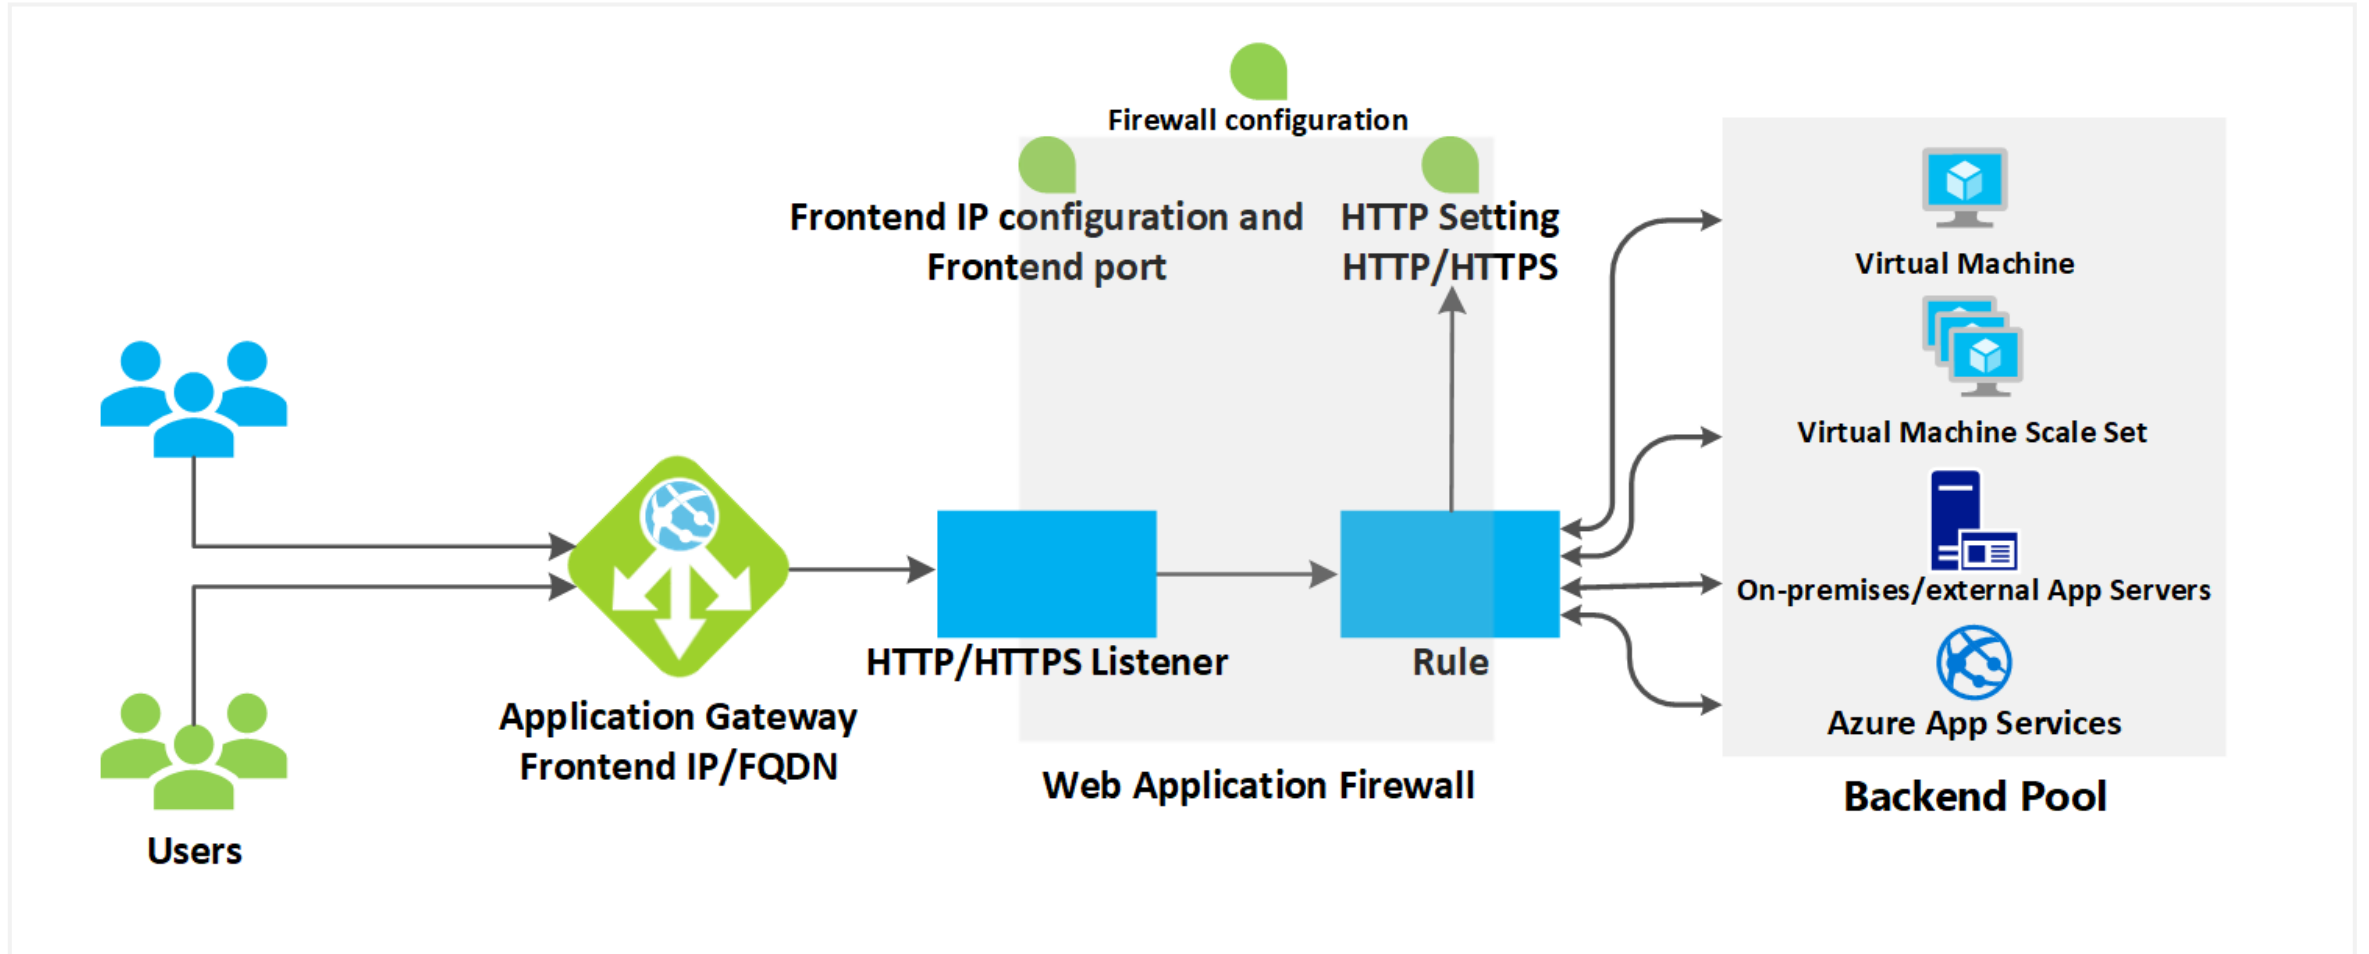 Firewall configuration
Frontend IP configuration and
Frontend port
HTTP Setting
HTTP/HTTPS
Virtual Machine
Virtual Machine Scale Set
On-premises/external App Servers
Azure App Services
Backend Pool
HTTP/HTTPS Listener
Rule
Web Application Firewall
Application Gateway
Frontend IP/FQDN
Users